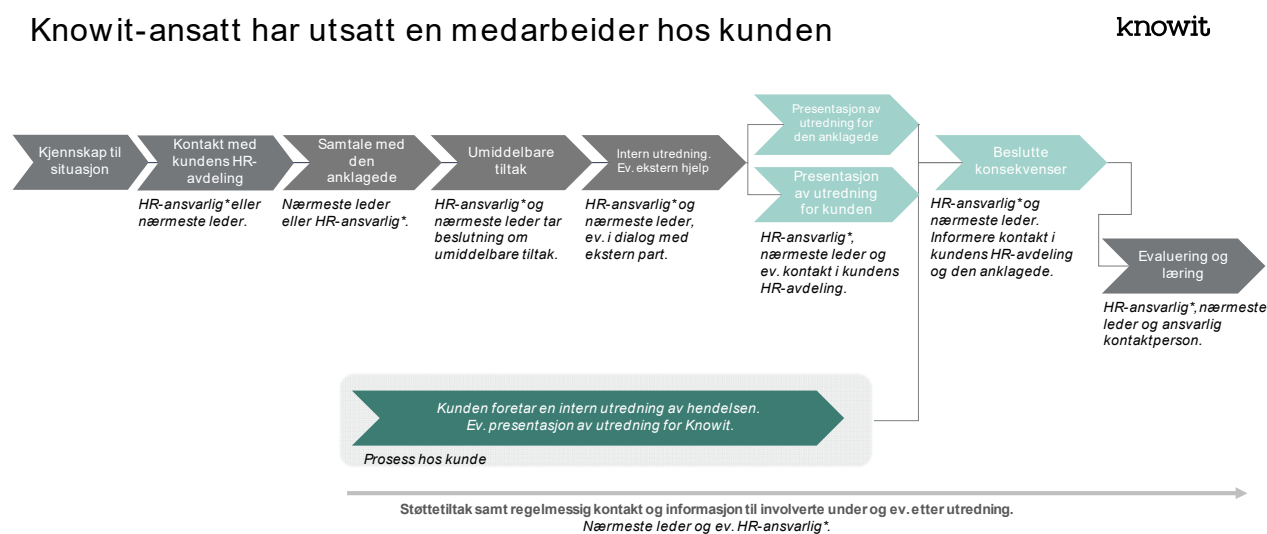 Knowit-ansatt har utsatt en medarbeider hos kunden
knowit
Kjennskap til
situasjon
Kontakt med
kundens HR-
avdeling
HR-ansvarlig* eller
nærmeste leder.
Samtale med
den
anklagede
Nærmeste leder
eller HR-ansvarlig*.
Umiddelbare
tiltak
HR-ansvarlig* og
nærmeste leder tar
beslutning om
umiddelbare tiltak.
Intern utredning.
Ev. ekstern hjelp
HR-ansvarlig* og
nærmeste leder,
ev. i dialog med
ekstern part.
Presentasjon av
utredning for
den anklagede
Presentasjon
av utredning
for kunden
HR-ansvarlig*,
nærmeste leder og
ev. kontakt i kundens
HR-avdeling.
Beslutte
konsekvenser
HR-ansvarlig* og
nærmeste leder.
Informere kontakt i
kundens HR-avdeling
og den anklagede.
Evaluering og
læring
HR-ansvarlig*, nærmeste
leder og ansvarlig
kontaktperson.
Kunden foretar en intern utredning av hendelsen.
Ev. presentasjon av utredning for Knowit.
Prosess hos kunde
Støttetiltak samt regelmessig kontakt og informasjon til involverte under og ev. etter utredning.
Nærmeste leder og ev. HR-ansvarlig*.